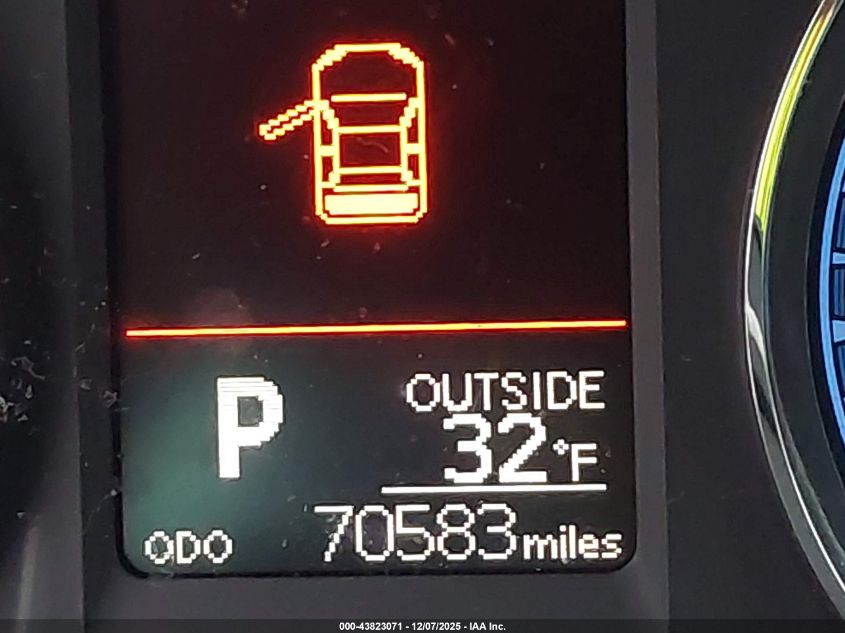 P
OUTSIDE
32°F
ODO 70583 miles
000-43823071 - 12/07/2025 - IAA Inc.